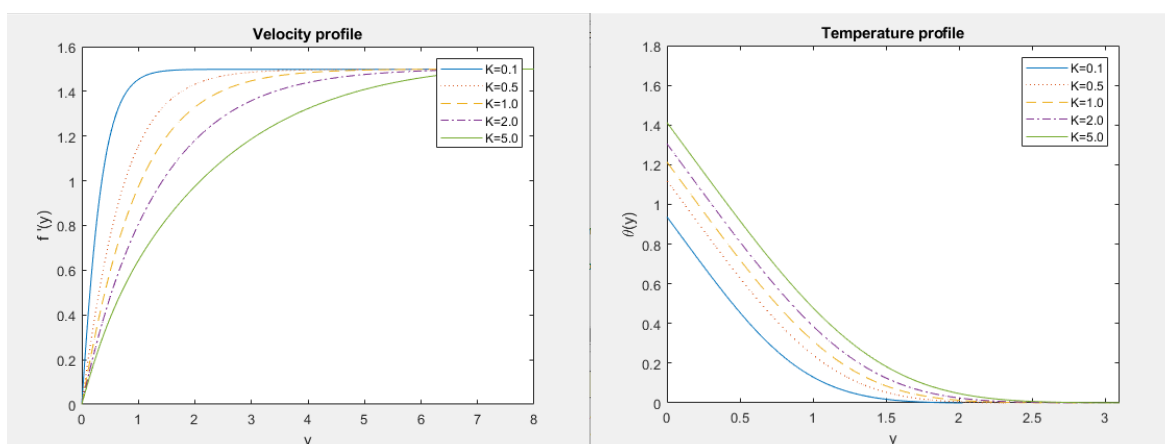 Velocity profile
1.6
1.4
1.2
1
0.8
0.6
0.4
0.2
0
f '(y)
0 1 2 3 4 5 6 7 8
K=0.1
K=0.5
K=1.0
K=2.0
K=5.0
Temperature profile
1.8
1.6
1.4
1.2
1
0.8
0.6
0.4
0.2
0
θ(y)
0 0.5 1 1.5 2 2.5 3
K=0.1
K=0.5
K=1.0
K=2.0
K=5.0